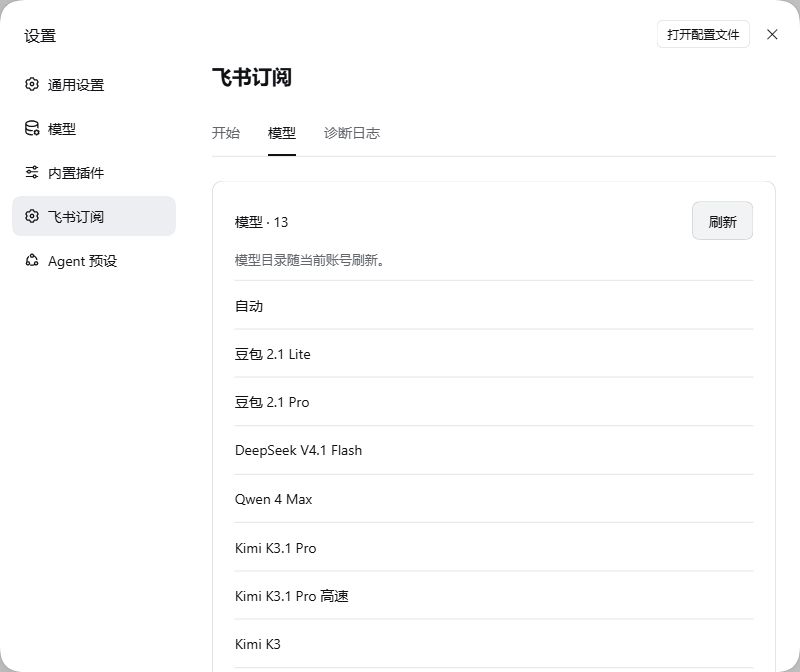 设置
打开配置文件
通用设置
模型
内置插件
飞书订阅
Agent 预设
飞书订阅
开始
模型
诊断日志
模型 · 13
刷新
模型目录随当前账号刷新。
自动
豆包 2.1 Lite
豆包 2.1 Pro
DeepSeek V4.1 Flash
Qwen 4 Max
Kimi K3.1 Pro
Kimi K3.1 Pro 高速
Kimi K3